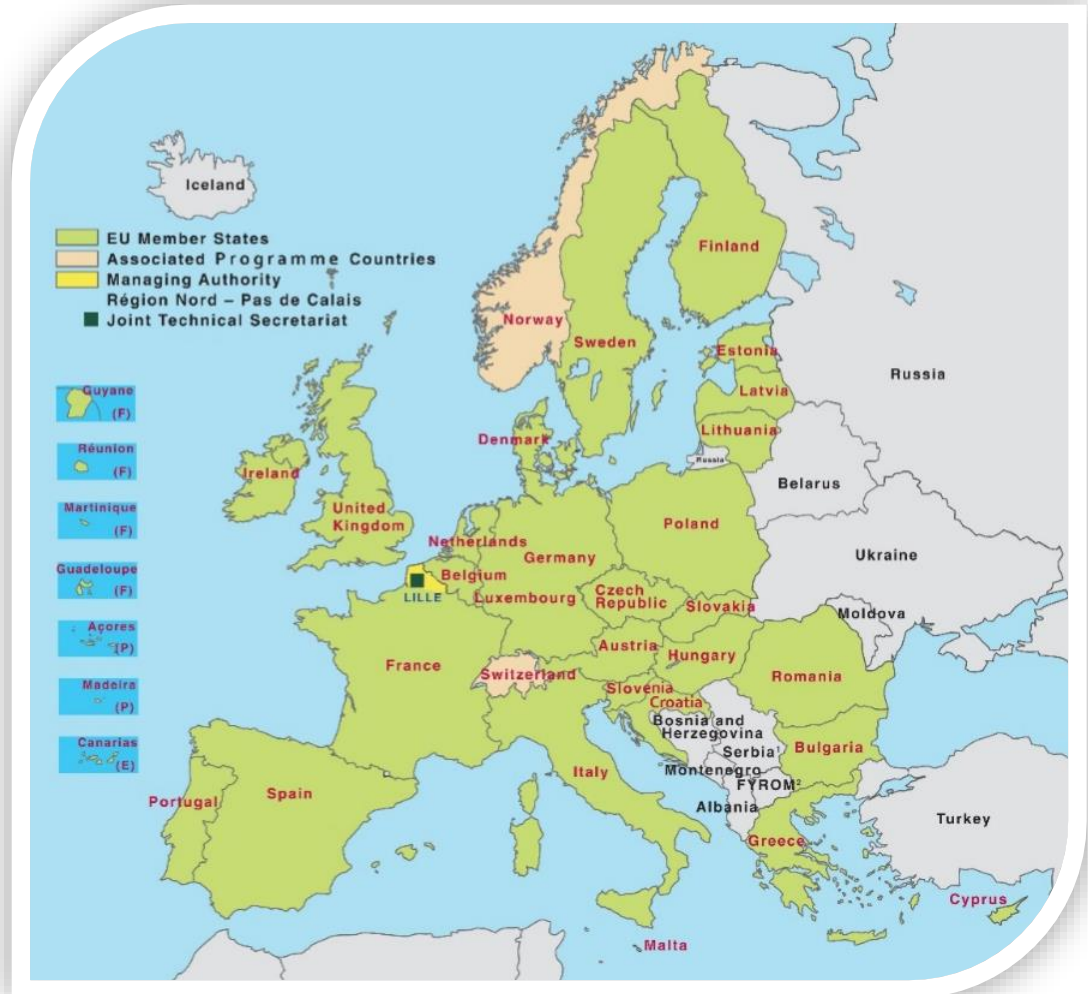 Iceland
EU Member States
Associated Programme Countries
Managing Authority
Région Nord – Pas de Calais
Joint Technical Secretariat
Guyane
(F)
Réunion
(F)
Martinique
(F)
Guadeloupe
(F)
Açores
(P)
Madeira
(P)
Canarias
(E)
Finland
Norway
Sweden
Estonia
Russia
Latvia
Lithuania
Denmark
Russia
Ireland
Belarus
United
Kingdom
Poland
Netherlands
Germany
Ukraine
Belgium
LILLE
Luxembourg
Czech
Republic
Slovakia
Moldova
Austria
Hungary
France
Switzerland
Romania
Slovenia
Croatia
Bosnia and
Herzegovina
Serbia¹
Bulgaria
Montenegro
Italy
FYROM²
Portugal
Spain
Albania
Turkey
Greece
Cyprus
Malta